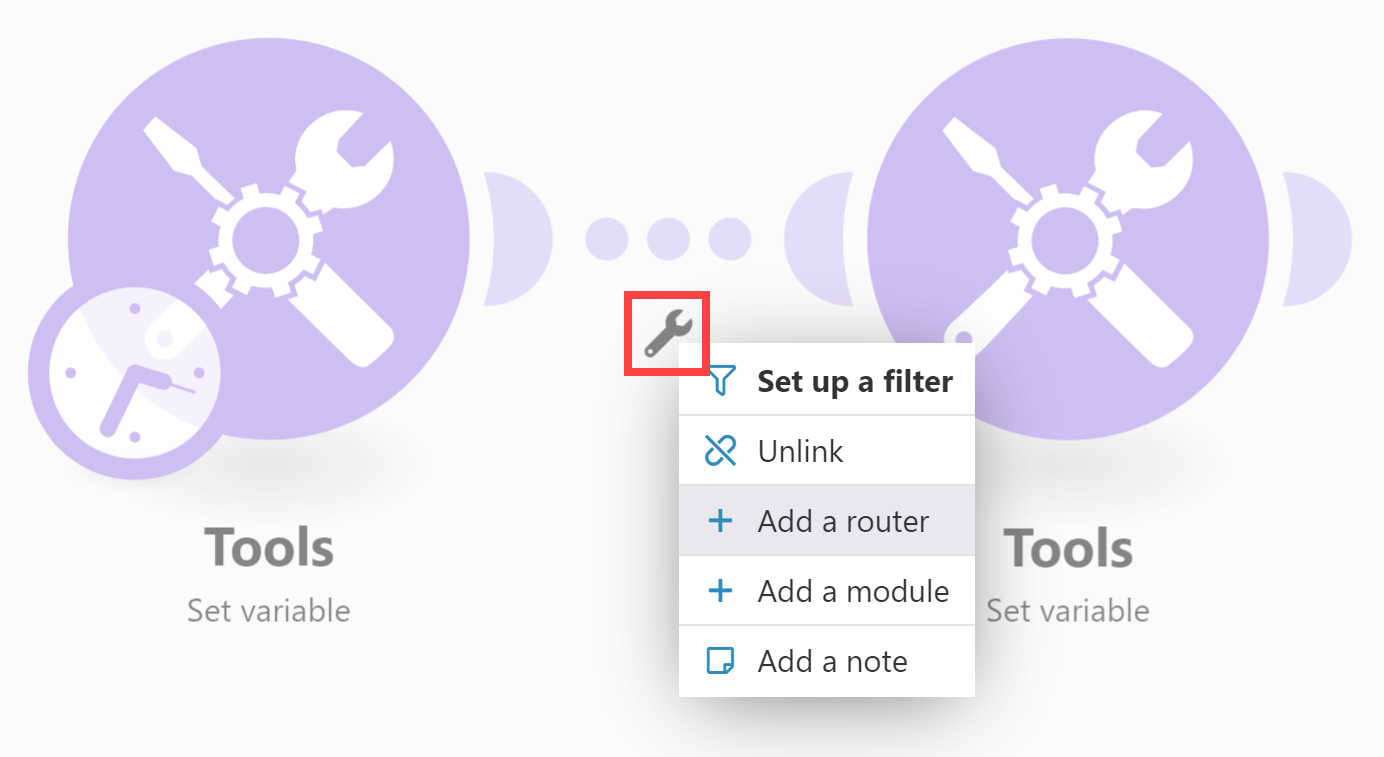 Set up a filter
Unlink
Add a router
Add a module
Add a note
Tools
Set variable
Tools
Set variable